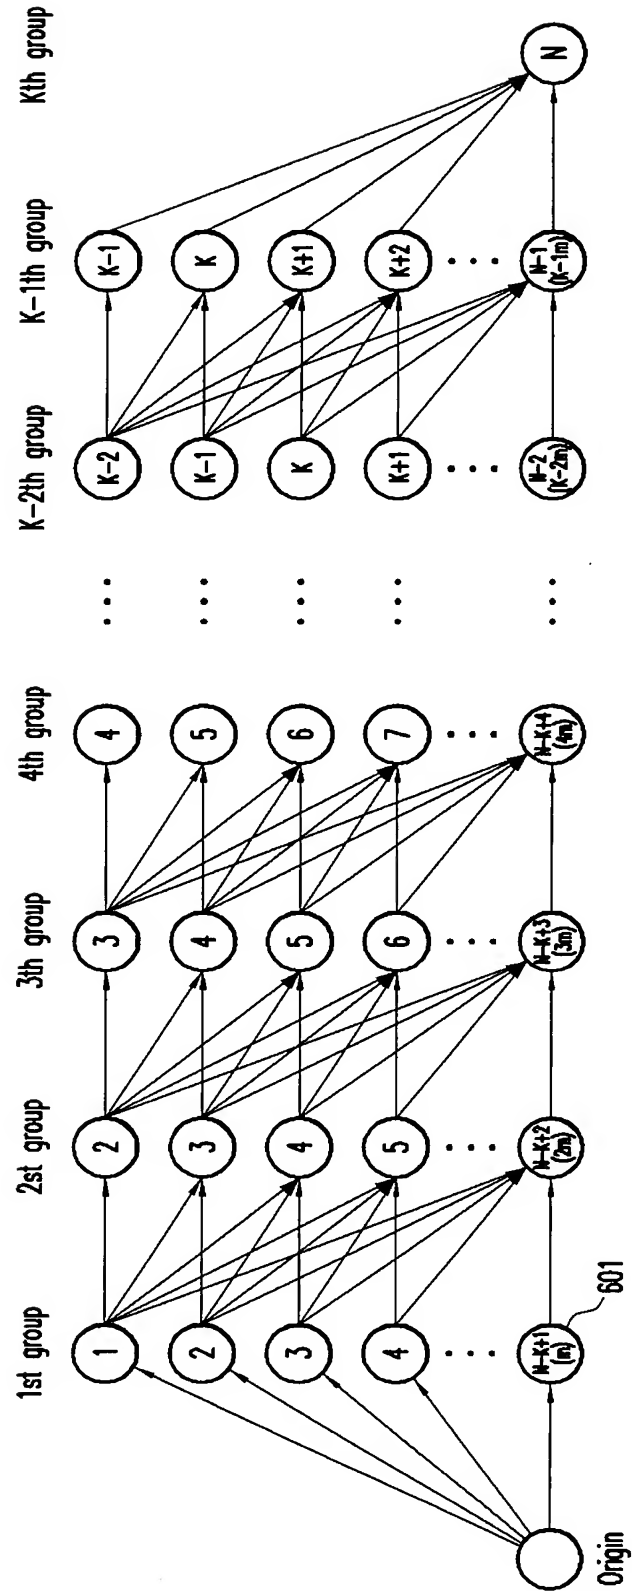 1st group
2st group
3th group
4th group
K-2th group
K-1th group
Kth group
1
2
3
4
K-2
K-1
2
3
4
5
K-1
K
3
4
5
6
K
K+1
4
5
6
7
K+1
K+2
Origin
N-K+1
(m)
N-K+2
(2m)
N-K+3
(3m)
N-K+4
(4m)
N-2
(K-2m)
N-1
(K-1m)
N
601